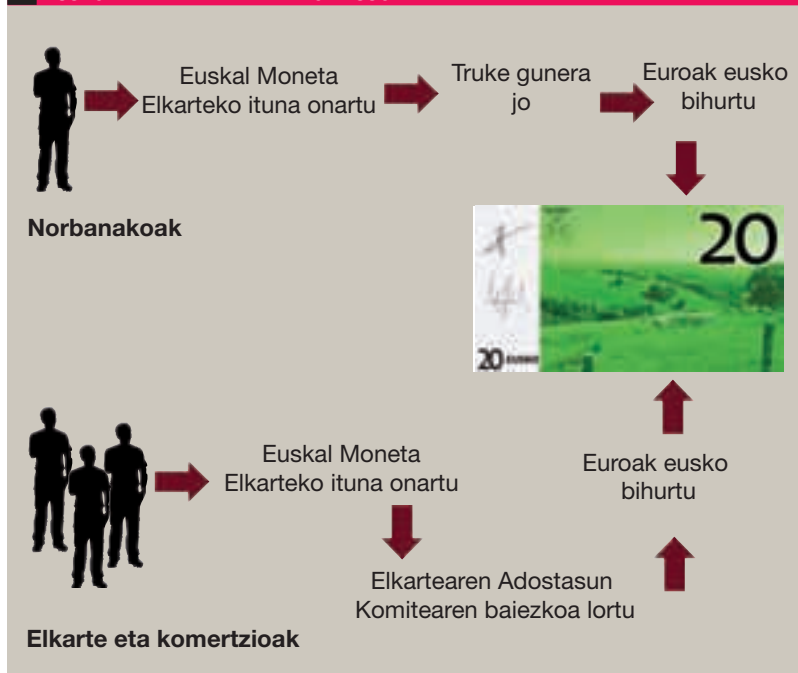 Euskal Moneta
Elkarteko ituna onartu
Truke gunera
jo
Euroak eusko
bihurtu
Norbanakoak
20
20 EUSKO
Euskal Moneta
Elkarteko ituna onartu
Euroak eusko
bihurtu
Elkartearen Adostasun
Komitearen baiezkoa lortu
Elkarte eta komertzioak